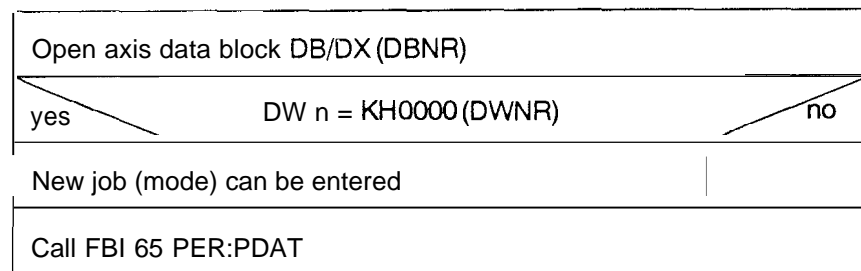 Open axis data block DB/DX (DBNR)
yes DW n = KH0000 (DWNR) no
New job (mode) can be entered
Call FBI 65 PER:PDAT